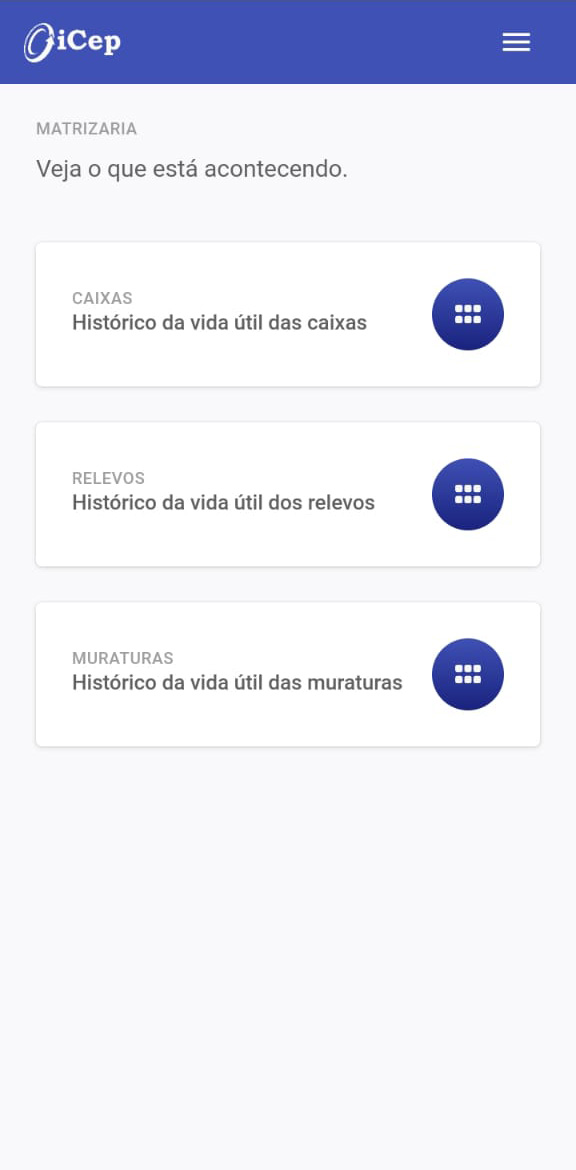 OiCep
MATRIZARIA
Veja o que está acontecendo.
CAIXAS
Histórico da vida útil das caixas
RELEVOS
Histórico da vida útil dos relevos
MURATURAS
Histórico da vida útil das muraturas